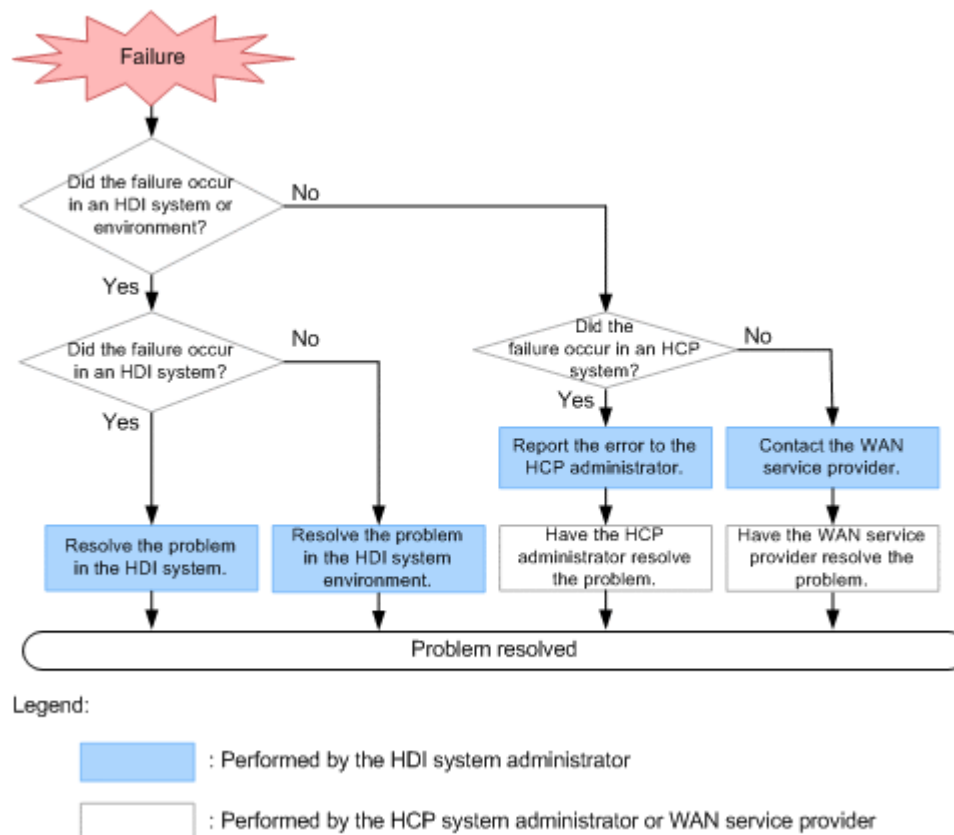 Failure
Did the failure occur
in an HDI system or
environment?
No
Yes
Did the failure occur
in an HDI system?
No
Yes
Did the
failure occur in an HCP
system?
No
Yes
Report the error to the
HCP administrator.
Contact the WAN
service provider.
Resolve the problem
in the HDI system.
Resolve the problem
in the HDI system
environment.
Have the HCP
administrator resolve
the problem.
Have the WAN service
provider resolve the
problem.
Problem resolved
Legend:
: Performed by the HDI system administrator
: Performed by the HCP system administrator or WAN service provider